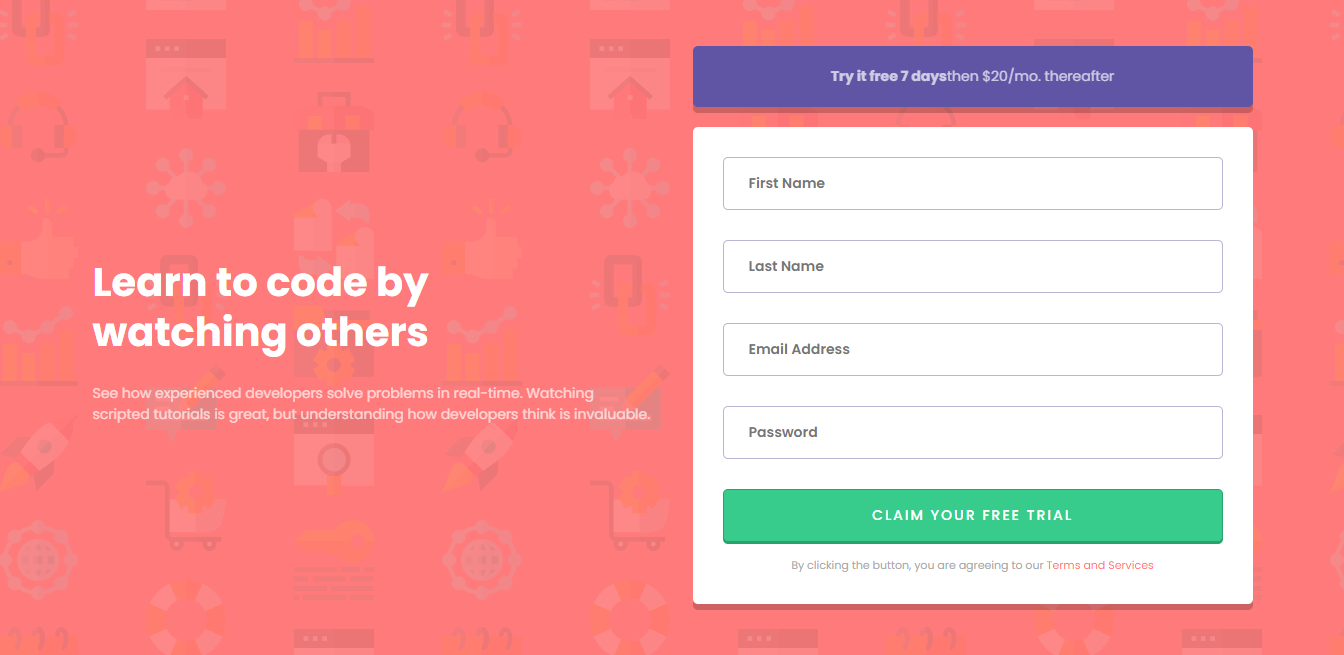 Learn to code by
watching others
See how experienced developers solve problems in real-time. Watching
scripted tutorials is great, but understanding how developers think is invaluable.
Try it free 7 daysthen $20/mo. thereafter
First Name
Last Name
Email Address
Password
CLAIM YOUR FREE TRIAL
By clicking the button, you are agreeing to our Terms and Services